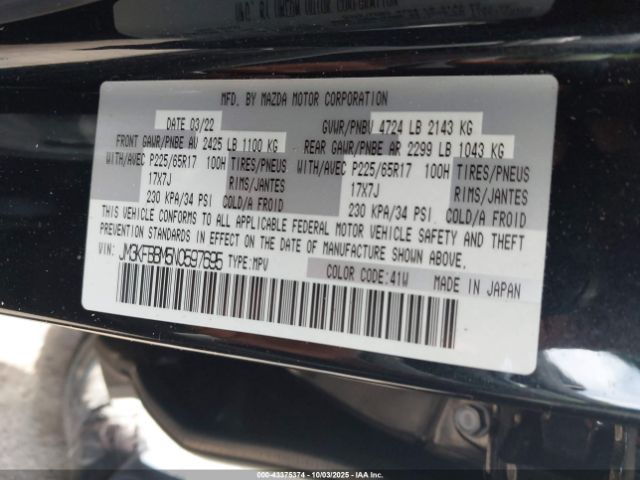 MFD. BY MAZDA MOTOR CORPORATION
DATE 03/22 GVWR/PNBV 4724 LB 2143 KG
FRONT GAWR/PNBE AV 2425 LB 1100 KG REAR GAWR/PNBE AR 2299 LB 1043 KG
WITH/AVEC P225/65R17 100H TIRES/PNEUS WITH/AVEC P225/65R17 100H TIRES/PNEUS
17X7J RIMS/JANTES 17X7J RIMS/JANTES
230 KPA/34 PSI COLD/A FROID 230 KPA/34 PSI COLD/A FROID
THIS VEHICLE CONFORMS TO ALL APPLICABLE FEDERAL MOTOR VEHICLE SAFETY AND THEFT
PREVENTION STANDARDS IN EFFECT ON THE DATE OF MANUFACTURE SHOWN ABOVE.
VIN: JM3KFBBM5N0597695 TYPE:MPV
COLOR CODE:41W MADE IN JAPAN
000-43375374 | 10/03/2025 - IAAI.com